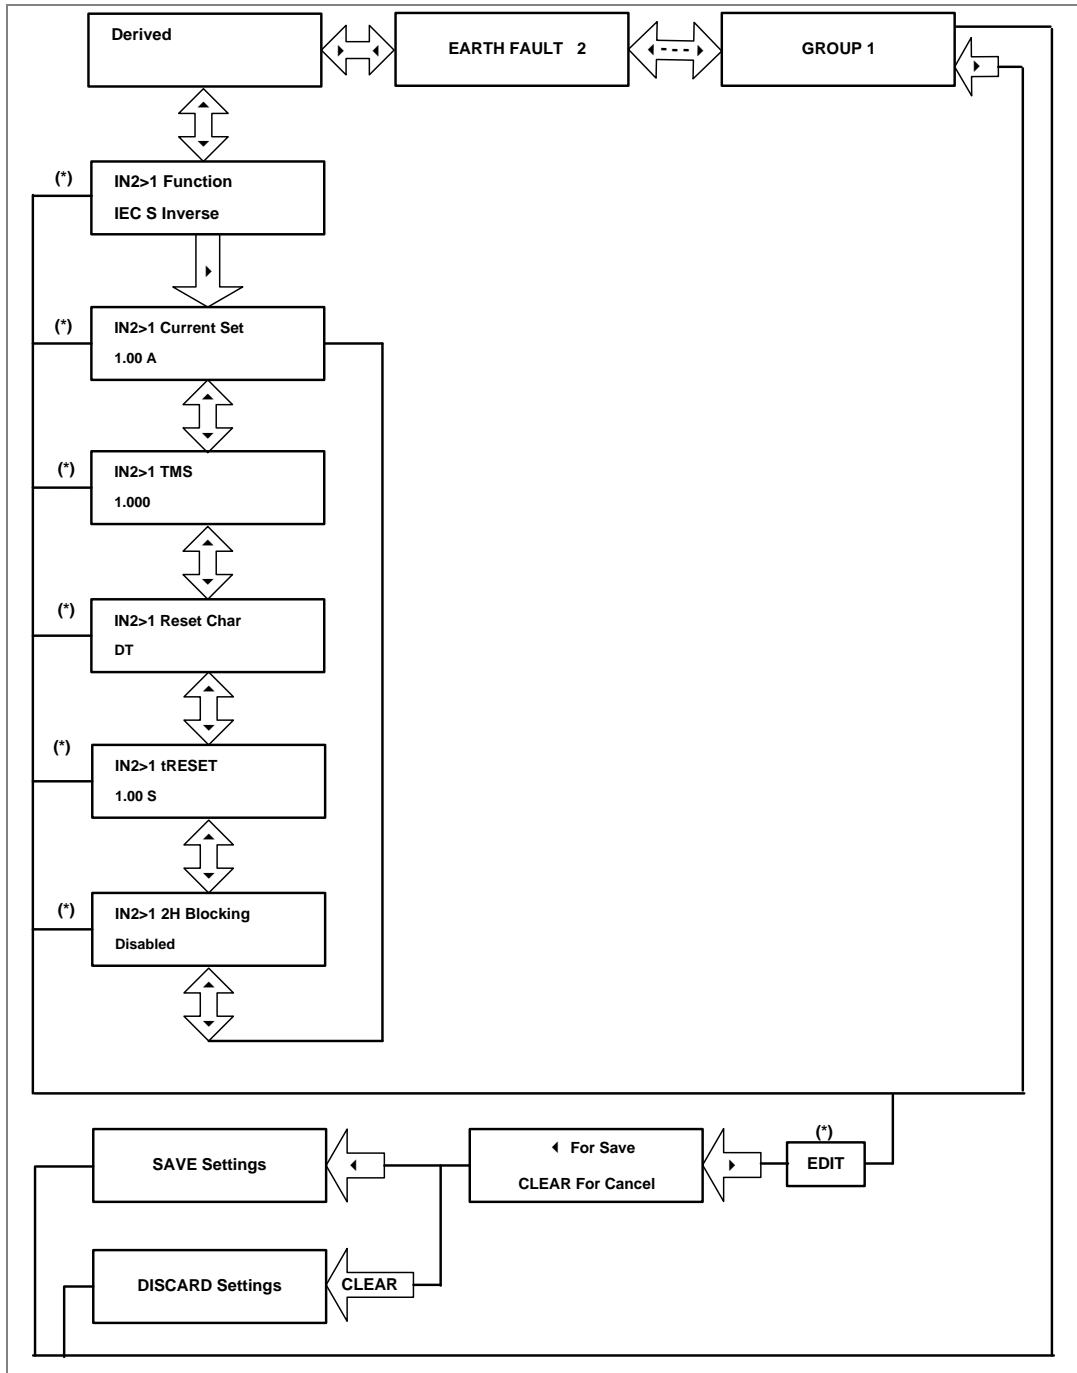 Derived
EARTH FAULT 2
GROUP 1
(*)
IN2>1 Function
IEC S Inverse
(*)
IN2>1 Current Set
1.00 A
(*)
IN2>1 TMS
1.000
(*)
IN2>1 Reset Char
DT
(*)
IN2>1 tRESET
1.00 S
(*)
IN2>1 2H Blocking
Disabled
(*)
SAVE Settings
For Save
CLEAR For Cancel
EDIT
DISCARD Settings
CLEAR